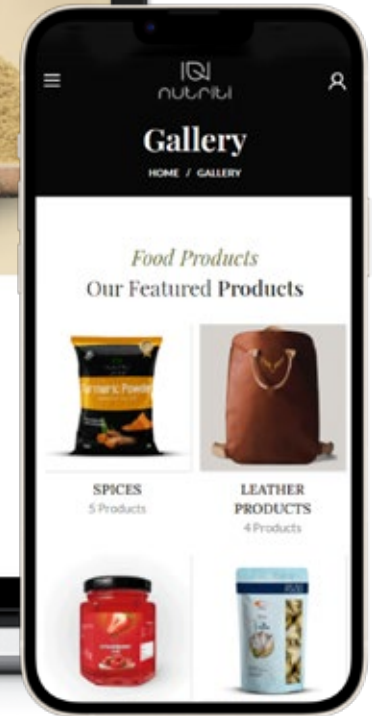 nutriti
Gallery
HOME / GALLERY
Food Products
Our Featured Products
Turmeric Powder
SPICES
5 Products
LEATHER
PRODUCTS
4 Products